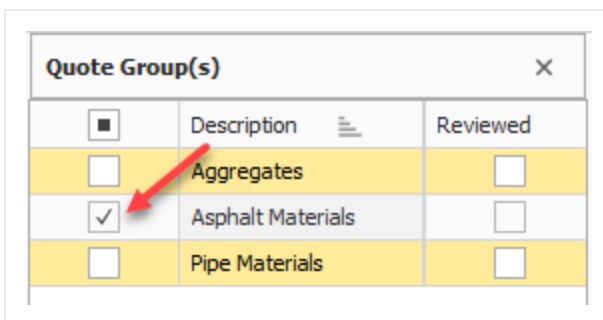 Quote Group(s)
Description Reviewed
Aggregates
Asphalt Materials
Pipe Materials